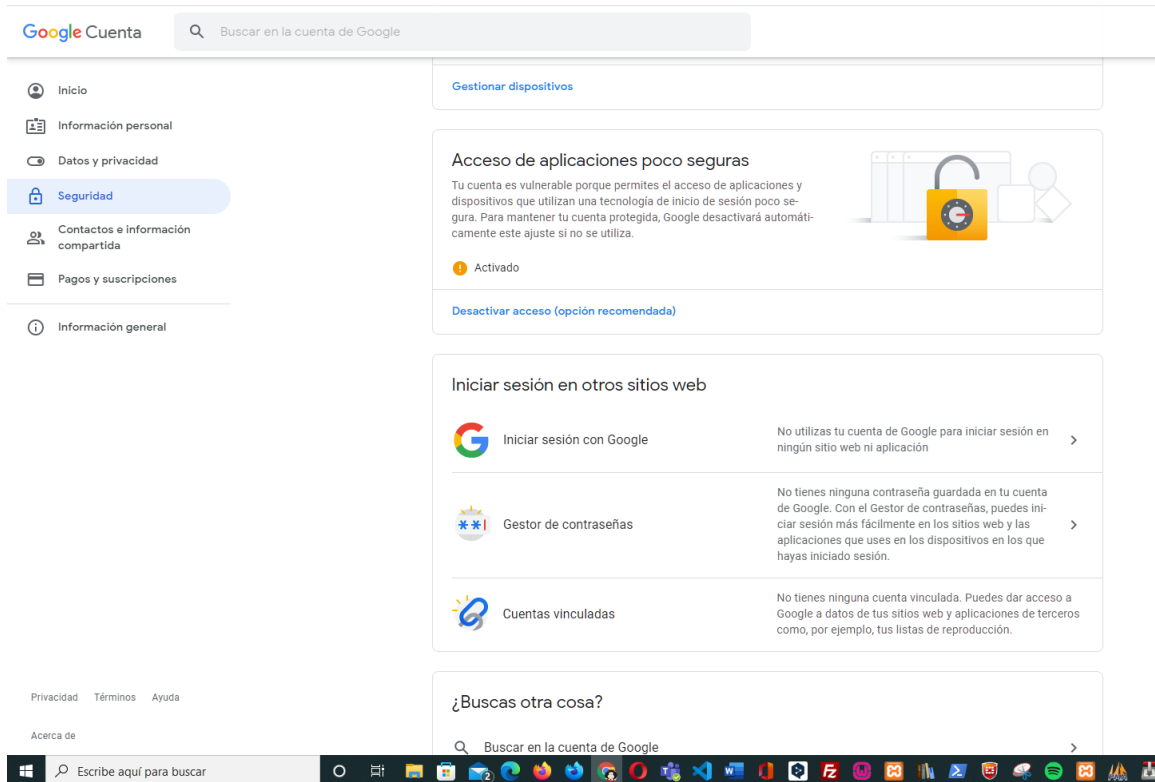 Google Cuenta
Buscar en la cuenta de Google
Inicio
Información personal
Datos y privacidad
Seguridad
Contactos e información
compartida
Pagos y suscripciones
Información general
Privacidad Términos Ayuda
Acerca de
Gestionar dispositivos
Acceso de aplicaciones poco seguras
Tu cuenta es vulnerable porque permites el acceso de aplicaciones y
dispositivos que utilizan una tecnología de inicio de sesión poco se-
gura. Para mantener tu cuenta protegida, Google desactivará automáti-
camente este ajuste si no se utiliza.
Activado
Desactivar acceso (opción recomendada)
Iniciar sesión en otros sitios web
Iniciar sesión con Google
No utilizas tu cuenta de Google para iniciar sesión en
ningún sitio web ni aplicación
Gestor de contraseñas
No tienes ninguna contraseña guardada en tu cuenta
de Google. Con el Gestor de contraseñas, puedes ini-
ciar sesión más fácilmente en los sitios web y las
aplicaciones que uses en los dispositivos en los que
hayas iniciado sesión.
Cuentas vinculadas
No tienes ninguna cuenta vinculada. Puedes dar acceso a
Google a datos de tus sitios web y aplicaciones de terceros
como, por ejemplo, tus listas de reproducción.
¿Buscas otra cosa?
Buscar en la cuenta de Google
Escribe aquí para buscar